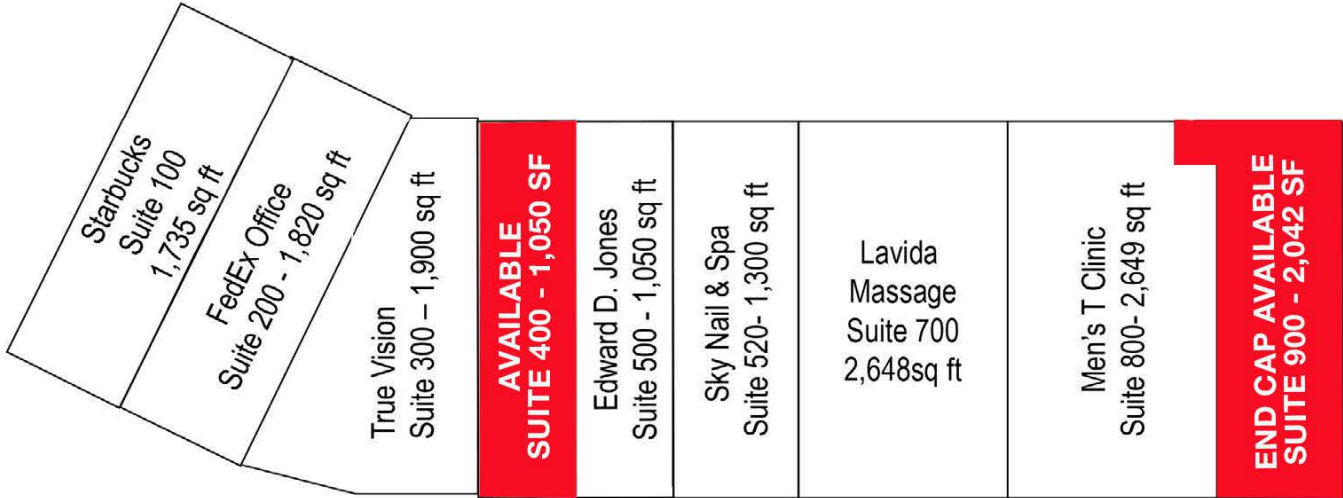 Starbucks
Suite 100
1,735 sq ft
FedEx Office
Suite 200 - 1,820 sq ft
True Vision
Suite 300 – 1,900 sq ft
AVAILABLE
SUITE 400 - 1,050 SF
Edward D. Jones
Suite 500 - 1,050 sq ft
Sky Nail & Spa
Suite 520- 1,300 sq ft
Lavida
Massage
Suite 700
2,648sq ft
Men's T Clinic
Suite 800- 2,649 sq ft
END CAP AVAILABLE
SUITE 900 - 2,042 SF